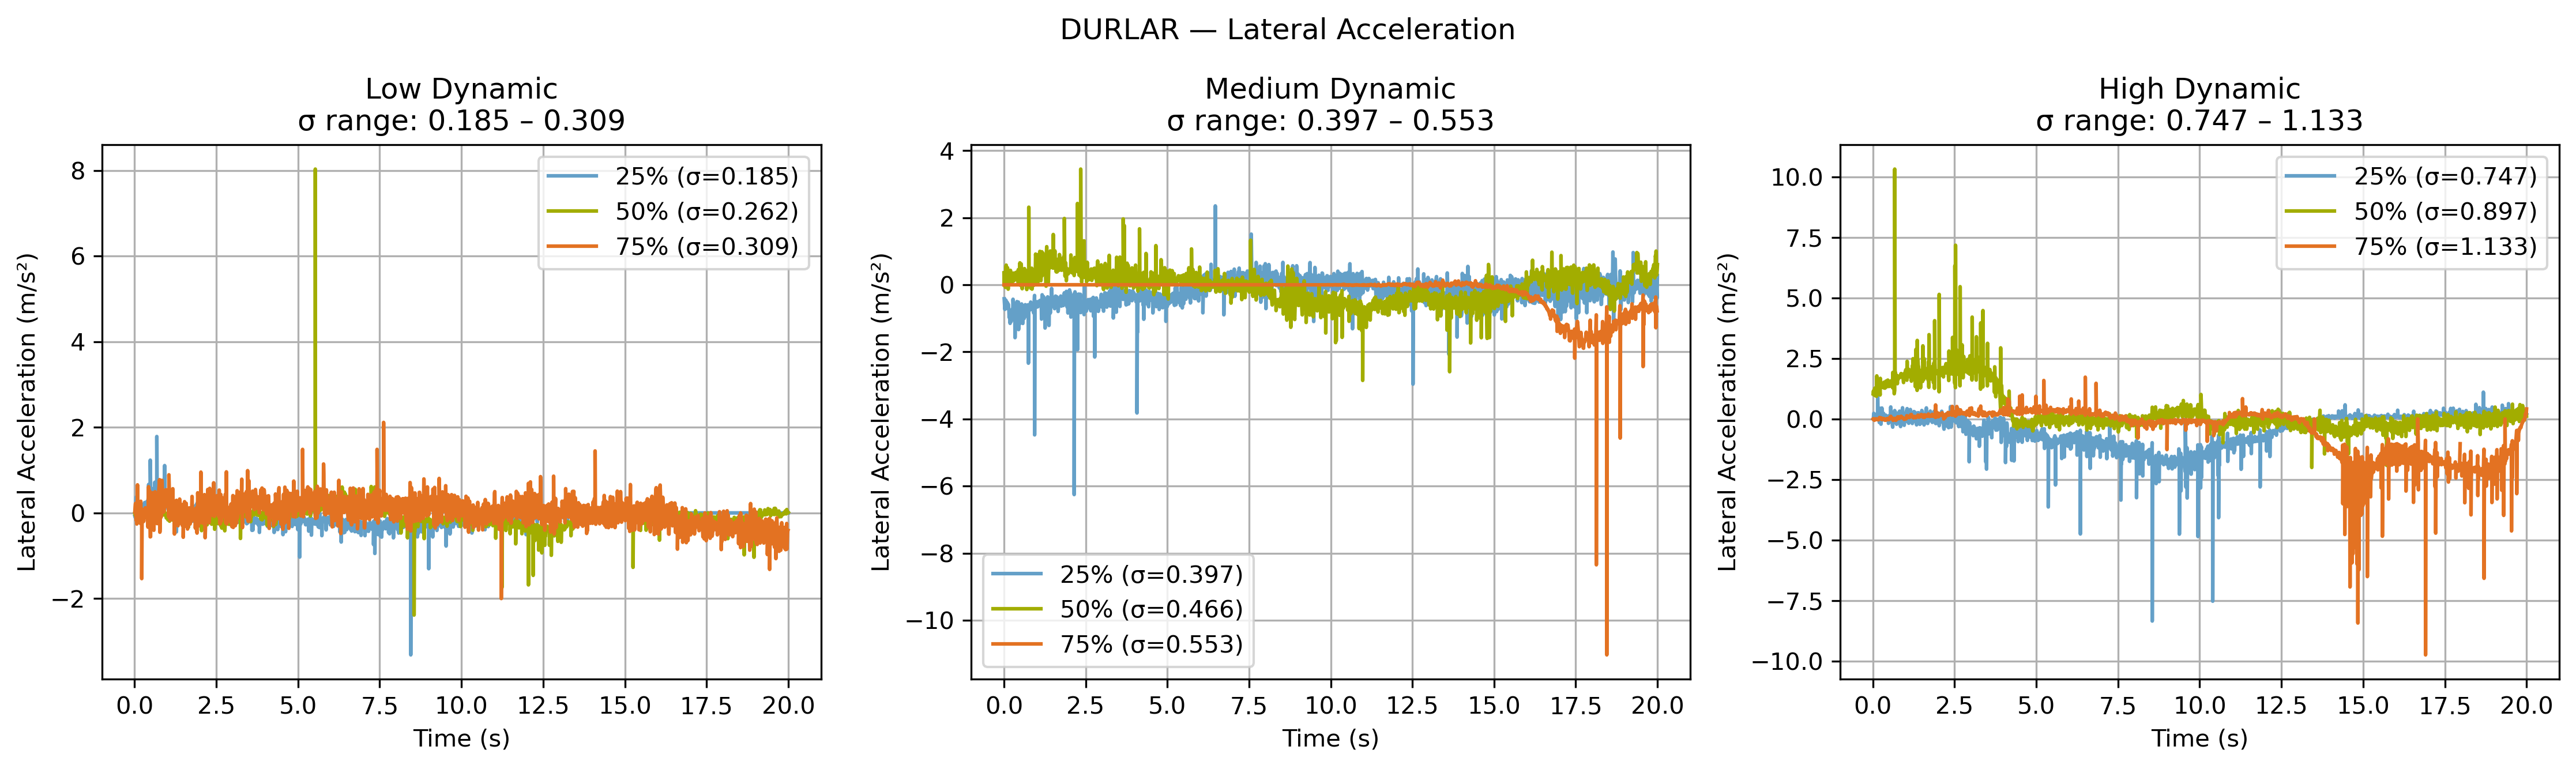 DURLAR — Lateral Acceleration
Low Dynamic
σ range: 0.185 – 0.309
Lateral Acceleration (m/s²)
8
6
4
2
0
−2
25% (σ=0.185)
50% (σ=0.262)
75% (σ=0.309)
0.0 2.5 5.0 7.5 10.0 12.5 15.0 17.5 20.0
Time (s)
Medium Dynamic
σ range: 0.397 – 0.553
Lateral Acceleration (m/s²)
4
2
0
−2
−4
−6
−8
−10
25% (σ=0.397)
50% (σ=0.466)
75% (σ=0.553)
0.0 2.5 5.0 7.5 10.0 12.5 15.0 17.5 20.0
Time (s)
High Dynamic
σ range: 0.747 – 1.133
Lateral Acceleration (m/s²)
10.0
7.5
5.0
2.5
0.0
−2.5
−5.0
−7.5
−10.0
25% (σ=0.747)
50% (σ=0.897)
75% (σ=1.133)
0.0 2.5 5.0 7.5 10.0 12.5 15.0 17.5 20.0
Time (s)